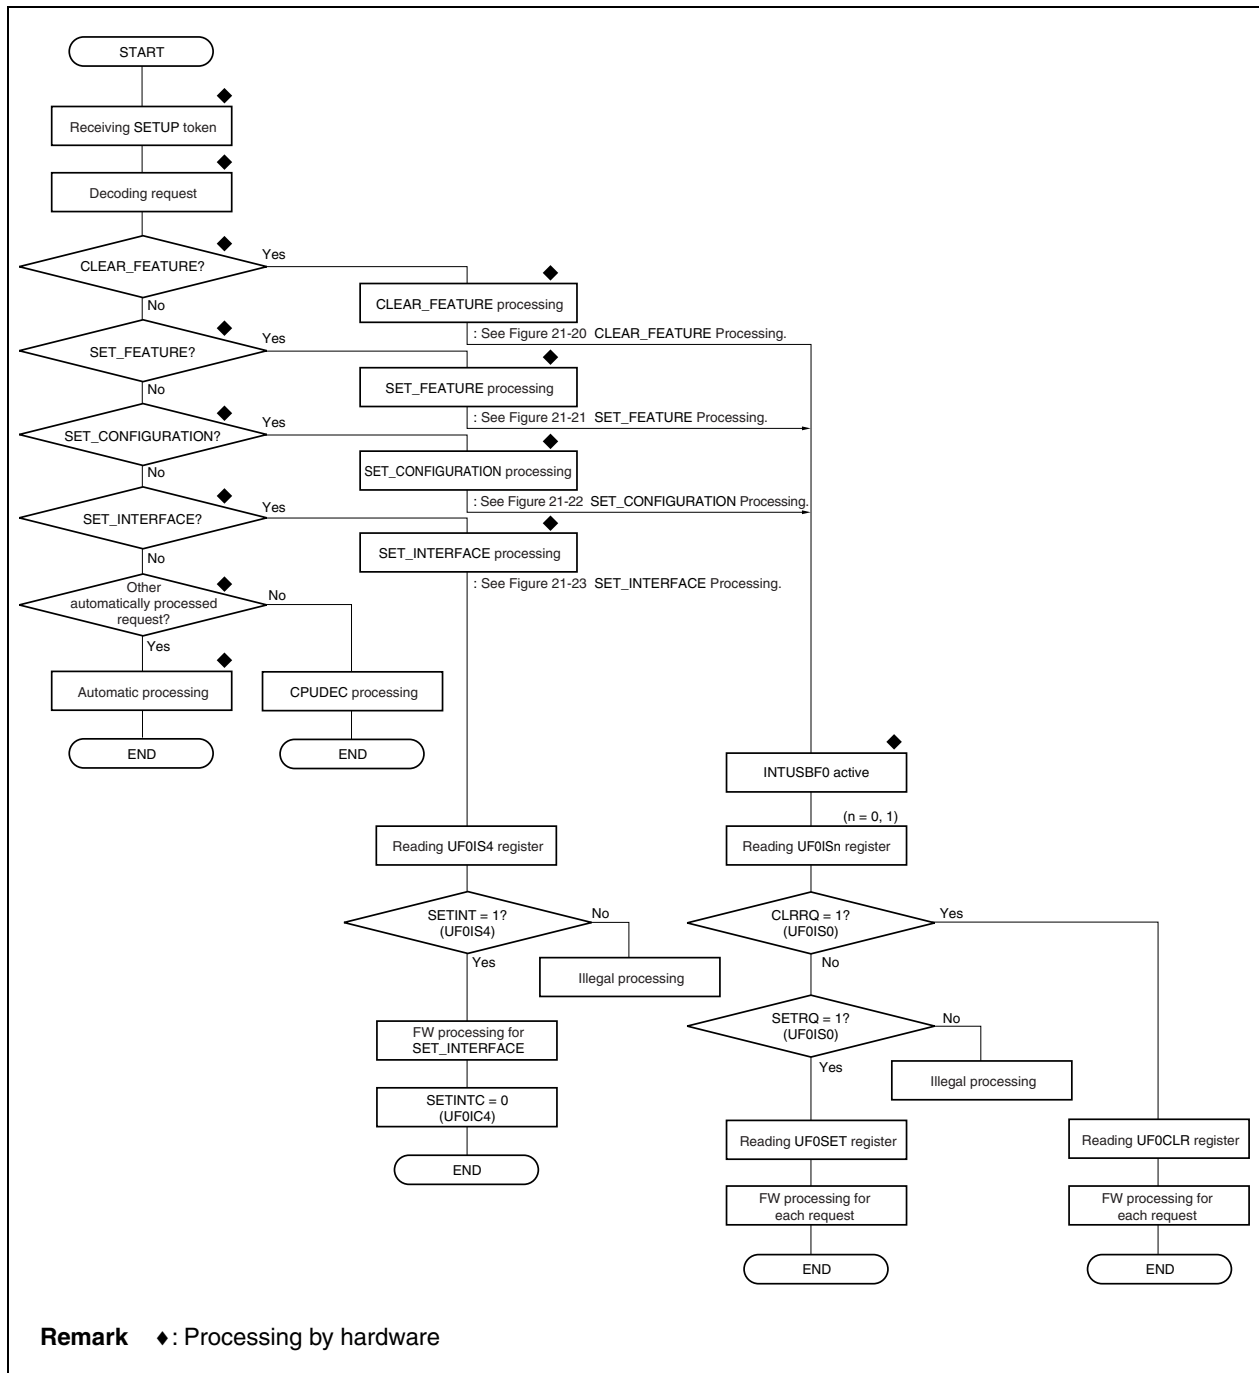 START
Receiving SETUP token
Decoding request
CLEAR_FEATURE?
Yes
No
CLEAR_FEATURE processing
: See Figure 21-20 CLEAR_FEATURE Processing.
SET_FEATURE?
Yes
No
SET_FEATURE processing
: See Figure 21-21 SET_FEATURE Processing.
SET_CONFIGURATION?
Yes
No
SET_CONFIGURATION processing
: See Figure 21-22 SET_CONFIGURATION Processing.
SET_INTERFACE?
Yes
No
SET_INTERFACE processing
: See Figure 21-23 SET_INTERFACE Processing.
Other
automatically processed
request?
No
Yes
Automatic processing
CPUDEC processing
END
END
INTUSBF0 active
(n = 0, 1)
Reading UF0IS4 register
Reading UF0ISn register
SETINT = 1?
(UF0IS4)
No
Yes
Illegal processing
CLRRQ = 1?
(UF0IS0)
Yes
No
SETRQ = 1?
(UF0IS0)
No
Yes
Illegal processing
FW processing for
SET_INTERFACE
SETINTC = 0
(UF0IC4)
END
Reading UF0SET register
FW processing for
each request
END
Reading UF0CLR register
FW processing for
each request
END
Remark ♦: Processing by hardware